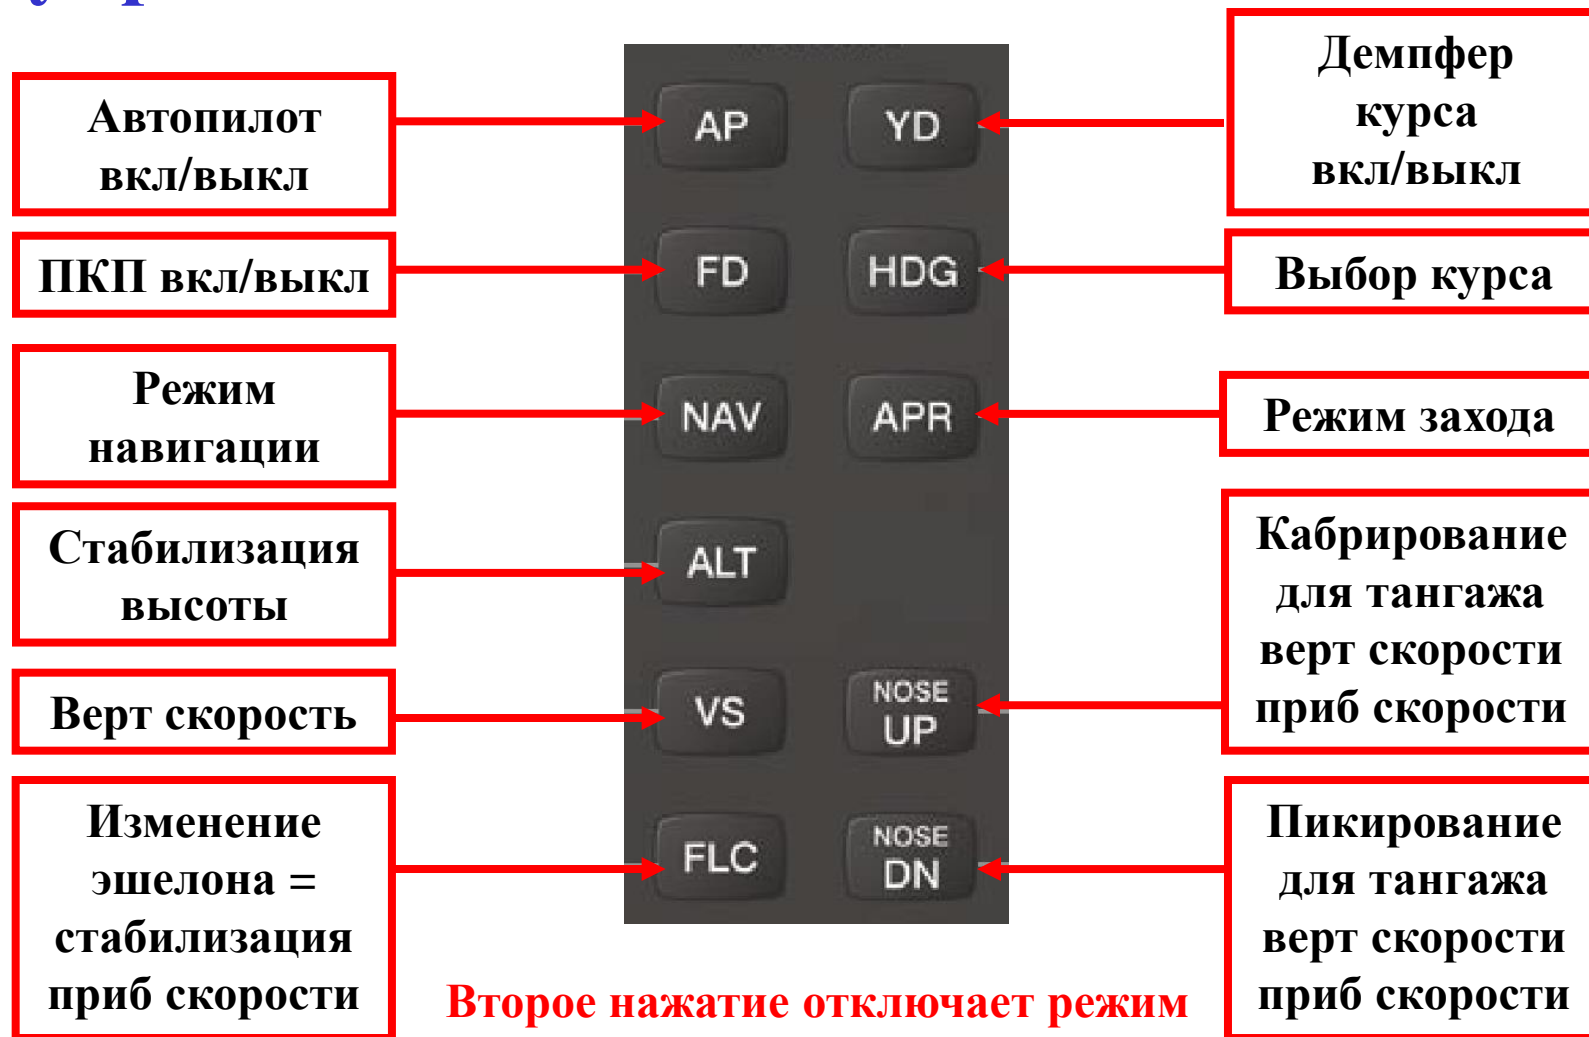 Автопилот
вкл/выкл
AP
YD
Демпфер
курса
вкл/выкл
ПКП вкл/выкл
FD
HDG
Выбор курса
Режим
навигации
NAV
APR
Режим захода
Стабилизация
высоты
ALT
Кабрирование
для тангажа
верт скорости
приб скорости
Верт скорость
VS
NOSE
UP
Изменение
эшелона =
стабилизация
приб скорости
FLC
NOSE
DN
Пикирование
для тангажа
верт скорости
приб скорости
Второе нажатие отключает режим